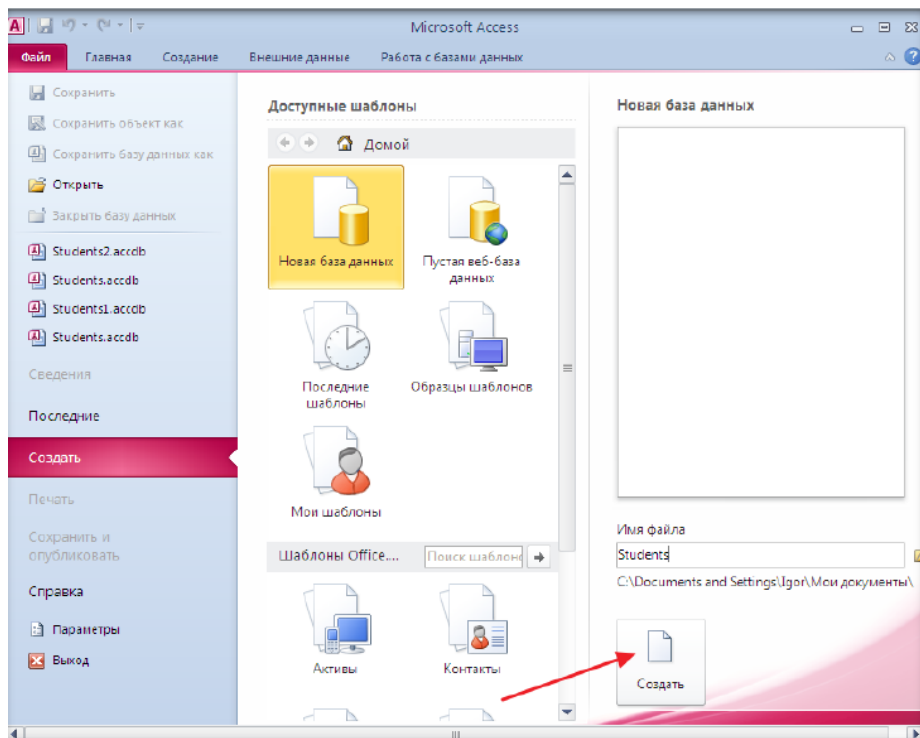 Microsoft Access
Файл Главная Создание Внешние данные Работа с базами данных
Сохранить
Сохранить объект как
Сохранить базу данных как
Открыть
Закрыть базу данных
Students2.accdb
Students.accdb
Students1.accdb
Students.accdb
Сведения
Последние
Создать
Печать
Сохранить и
опубликовать
Справка
Параметры
Выход
Доступные шаблоны
Домой
Новая база данных
Пустая веб-база
данных
Последние
шаблоны
Образцы шаблонов
Мои шаблоны
Шаблоны Office....
Поиск шаблоно
Активы
Контакты
Новая база данных
Имя файла
Students
C:\Documents and Settings\Igor\Мои документы\
Создать